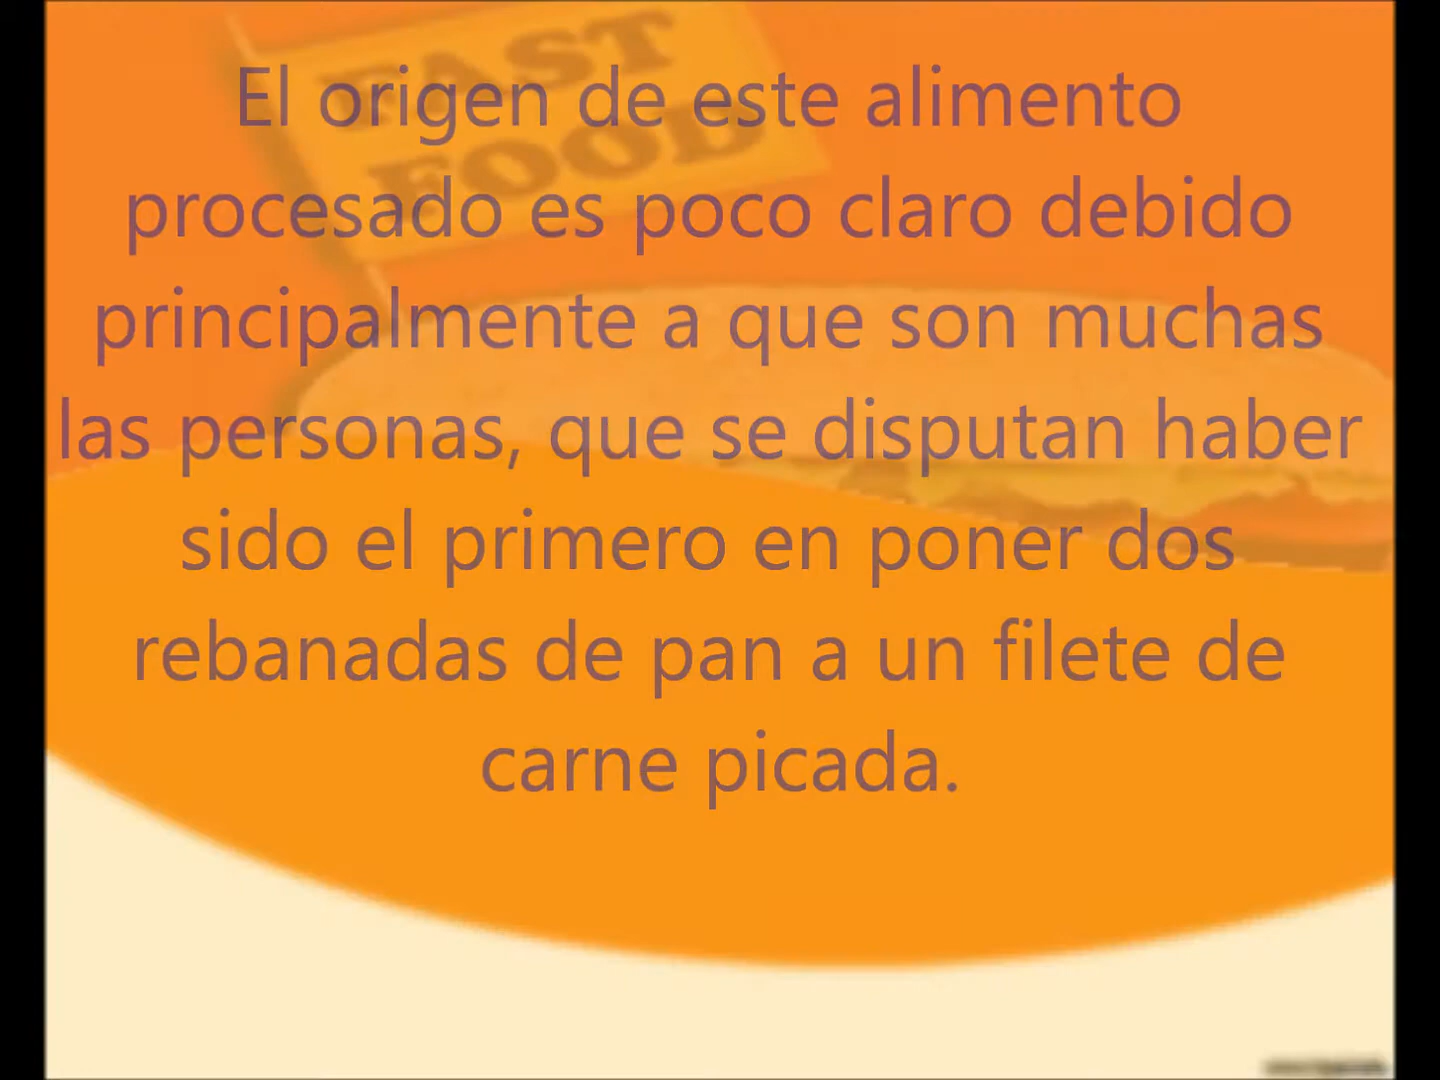 FAST
FOOD
El origen de este alimento
procesado es poco claro debido
principalmente a que son muchas
las personas, que se disputan haber
sido el primero en poner dos
rebanadas de pan a un filete de
carne picada.